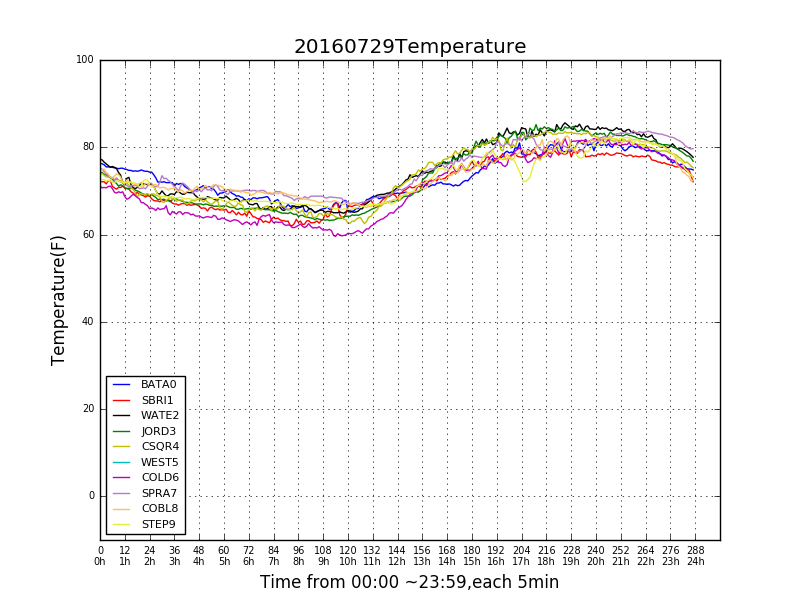 20160729Temperature
Temperature(F)
100
80
60
40
20
0
BATA0
SBRI1
WATE2
JORD3
CSQR4
WEST5
COLD6
SPRA7
COBL8
STEP9
0 12 24 36 48 60 72 84 96 108 120 132 144 156 168 180 192 204 216 228 240 252 264 276 288
0h 1h 2h 3h 4h 5h 6h 7h 8h 9h 10h 11h 12h 13h 14h 15h 16h 17h 18h 19h 20h 21h 22h 23h 24h
Time from 00:00 ~23:59,each 5min